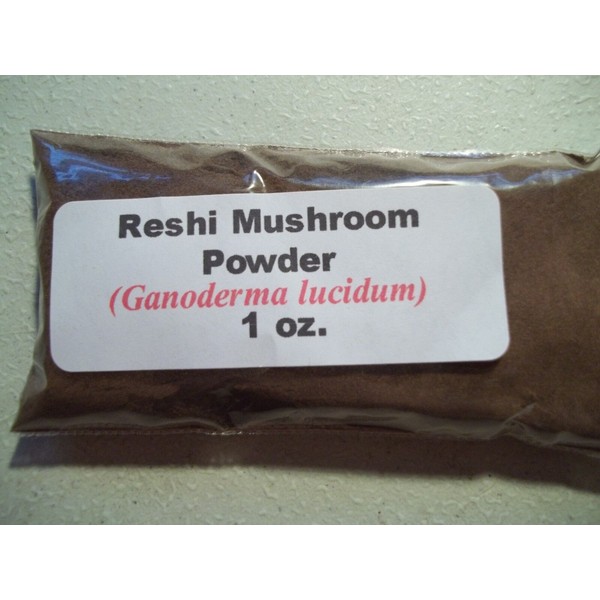 Reshi Mushroom
Powder
(Ganoderma lucidum)
1 oz.